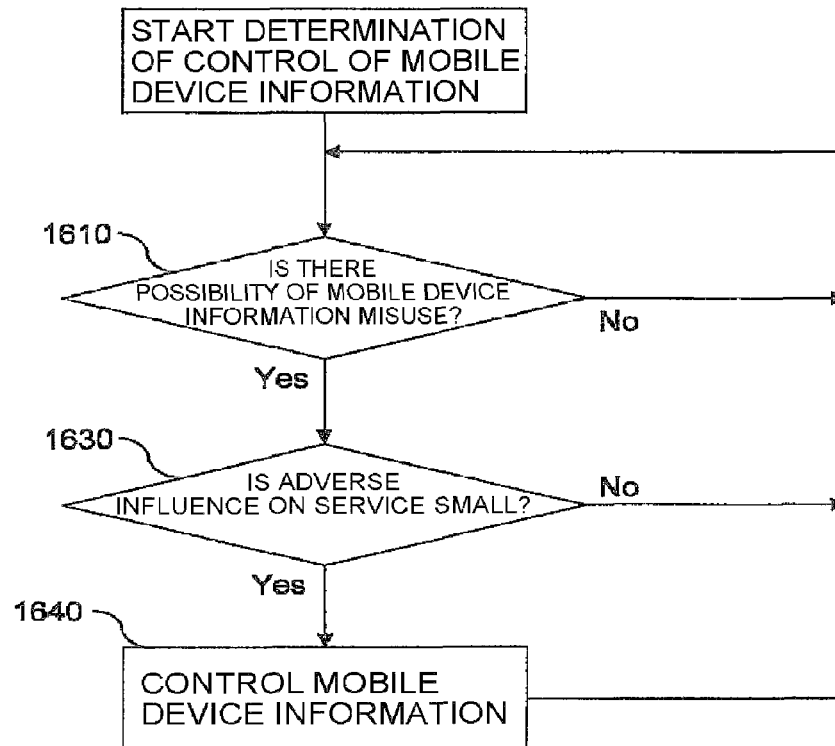 START DETERMINATION
OF CONTROL OF MOBILE
DEVICE INFORMATION
1610
IS THERE
POSSIBILITY OF MOBILE DEVICE
INFORMATION MISUSE?
No
Yes
1630
IS ADVERSE
INFLUENCE ON SERVICE SMALL?
No
Yes
1640
CONTROL MOBILE
DEVICE INFORMATION